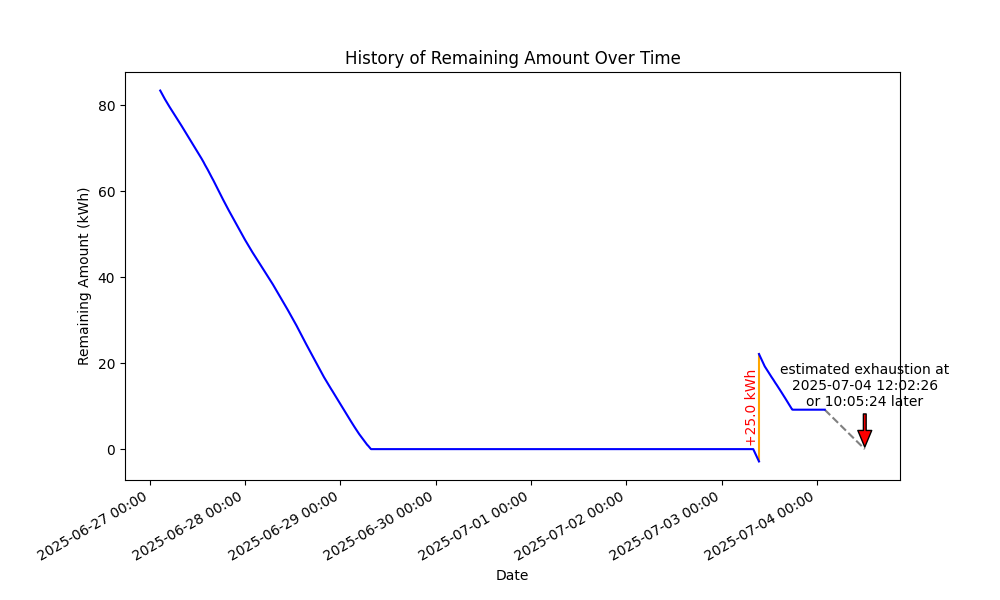 History of Remaining Amount Over Time
Remaining Amount (kWh)
80
60
40
20
0
+25.0 kWh
estimated exhaustion at
2025-07-04 12:02:26
or 10:05:24 later
2025-06-27 00:00
2025-06-28 00:00
2025-06-29 00:00
2025-06-30 00:00
2025-07-01 00:00
2025-07-02 00:00
2025-07-03 00:00
2025-07-04 00:00
Date